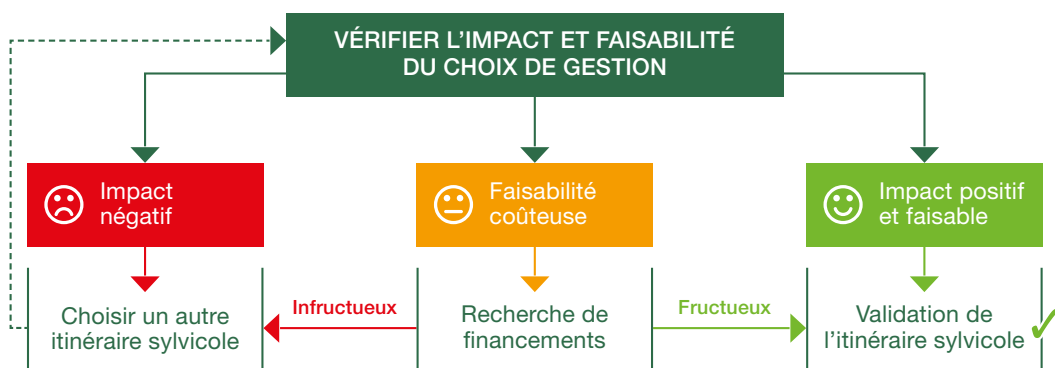 VÉRIFIER L'IMPACT ET FAISABILITÉ
DU CHOIX DE GESTION
Impact
négatif
Faisabilité
coûteuse
Impact positif
et faisable
Choisir un autre
itinéraire sylvicole
Infructueux
Recherche de
financements
Fructueux
Validation de
l'itinéraire sylvicole